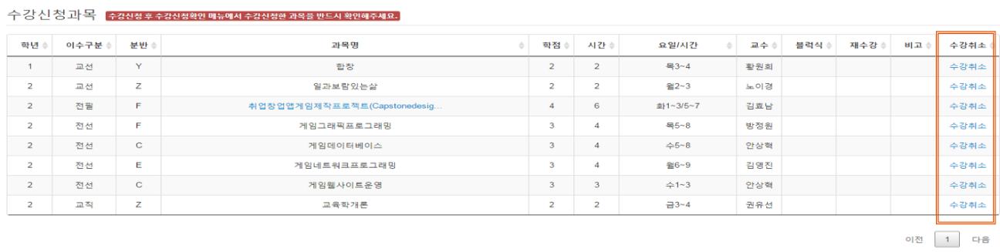 수강신청과목 수강신청 후 수강신청확인 메뉴에서 수강신청한 과목을 반드시 확인해주세요.
학년 이수구분 분반 과목명 학점 시간 요일/시간 교수 블럭식 재수강 비고 수강취소
1 교선 Y 합창 2 2 목3~4 황원희 수강취소
2 교선 Z 일과보람있는삶 2 2 월2~3 노이경 수강취소
2 전필 F 취업창업앱게임제작프로젝트(Capstonedesig... 4 6 화1~3/5~7 김효남 수강취소
2 전선 F 게임그래픽프로그래밍 3 4 목5~8 방정원 수강취소
2 전선 C 게임데이터베이스 3 4 수5~8 안상혁 수강취소
2 전선 E 게임네트워크프로그래밍 3 4 월6~9 김영진 수강취소
2 전선 C 게임웹사이트운영 3 3 수1~3 안상혁 수강취소
2 교직 Z 교육학개론 2 2 금3~4 권유선 수강취소
이전 1 다음